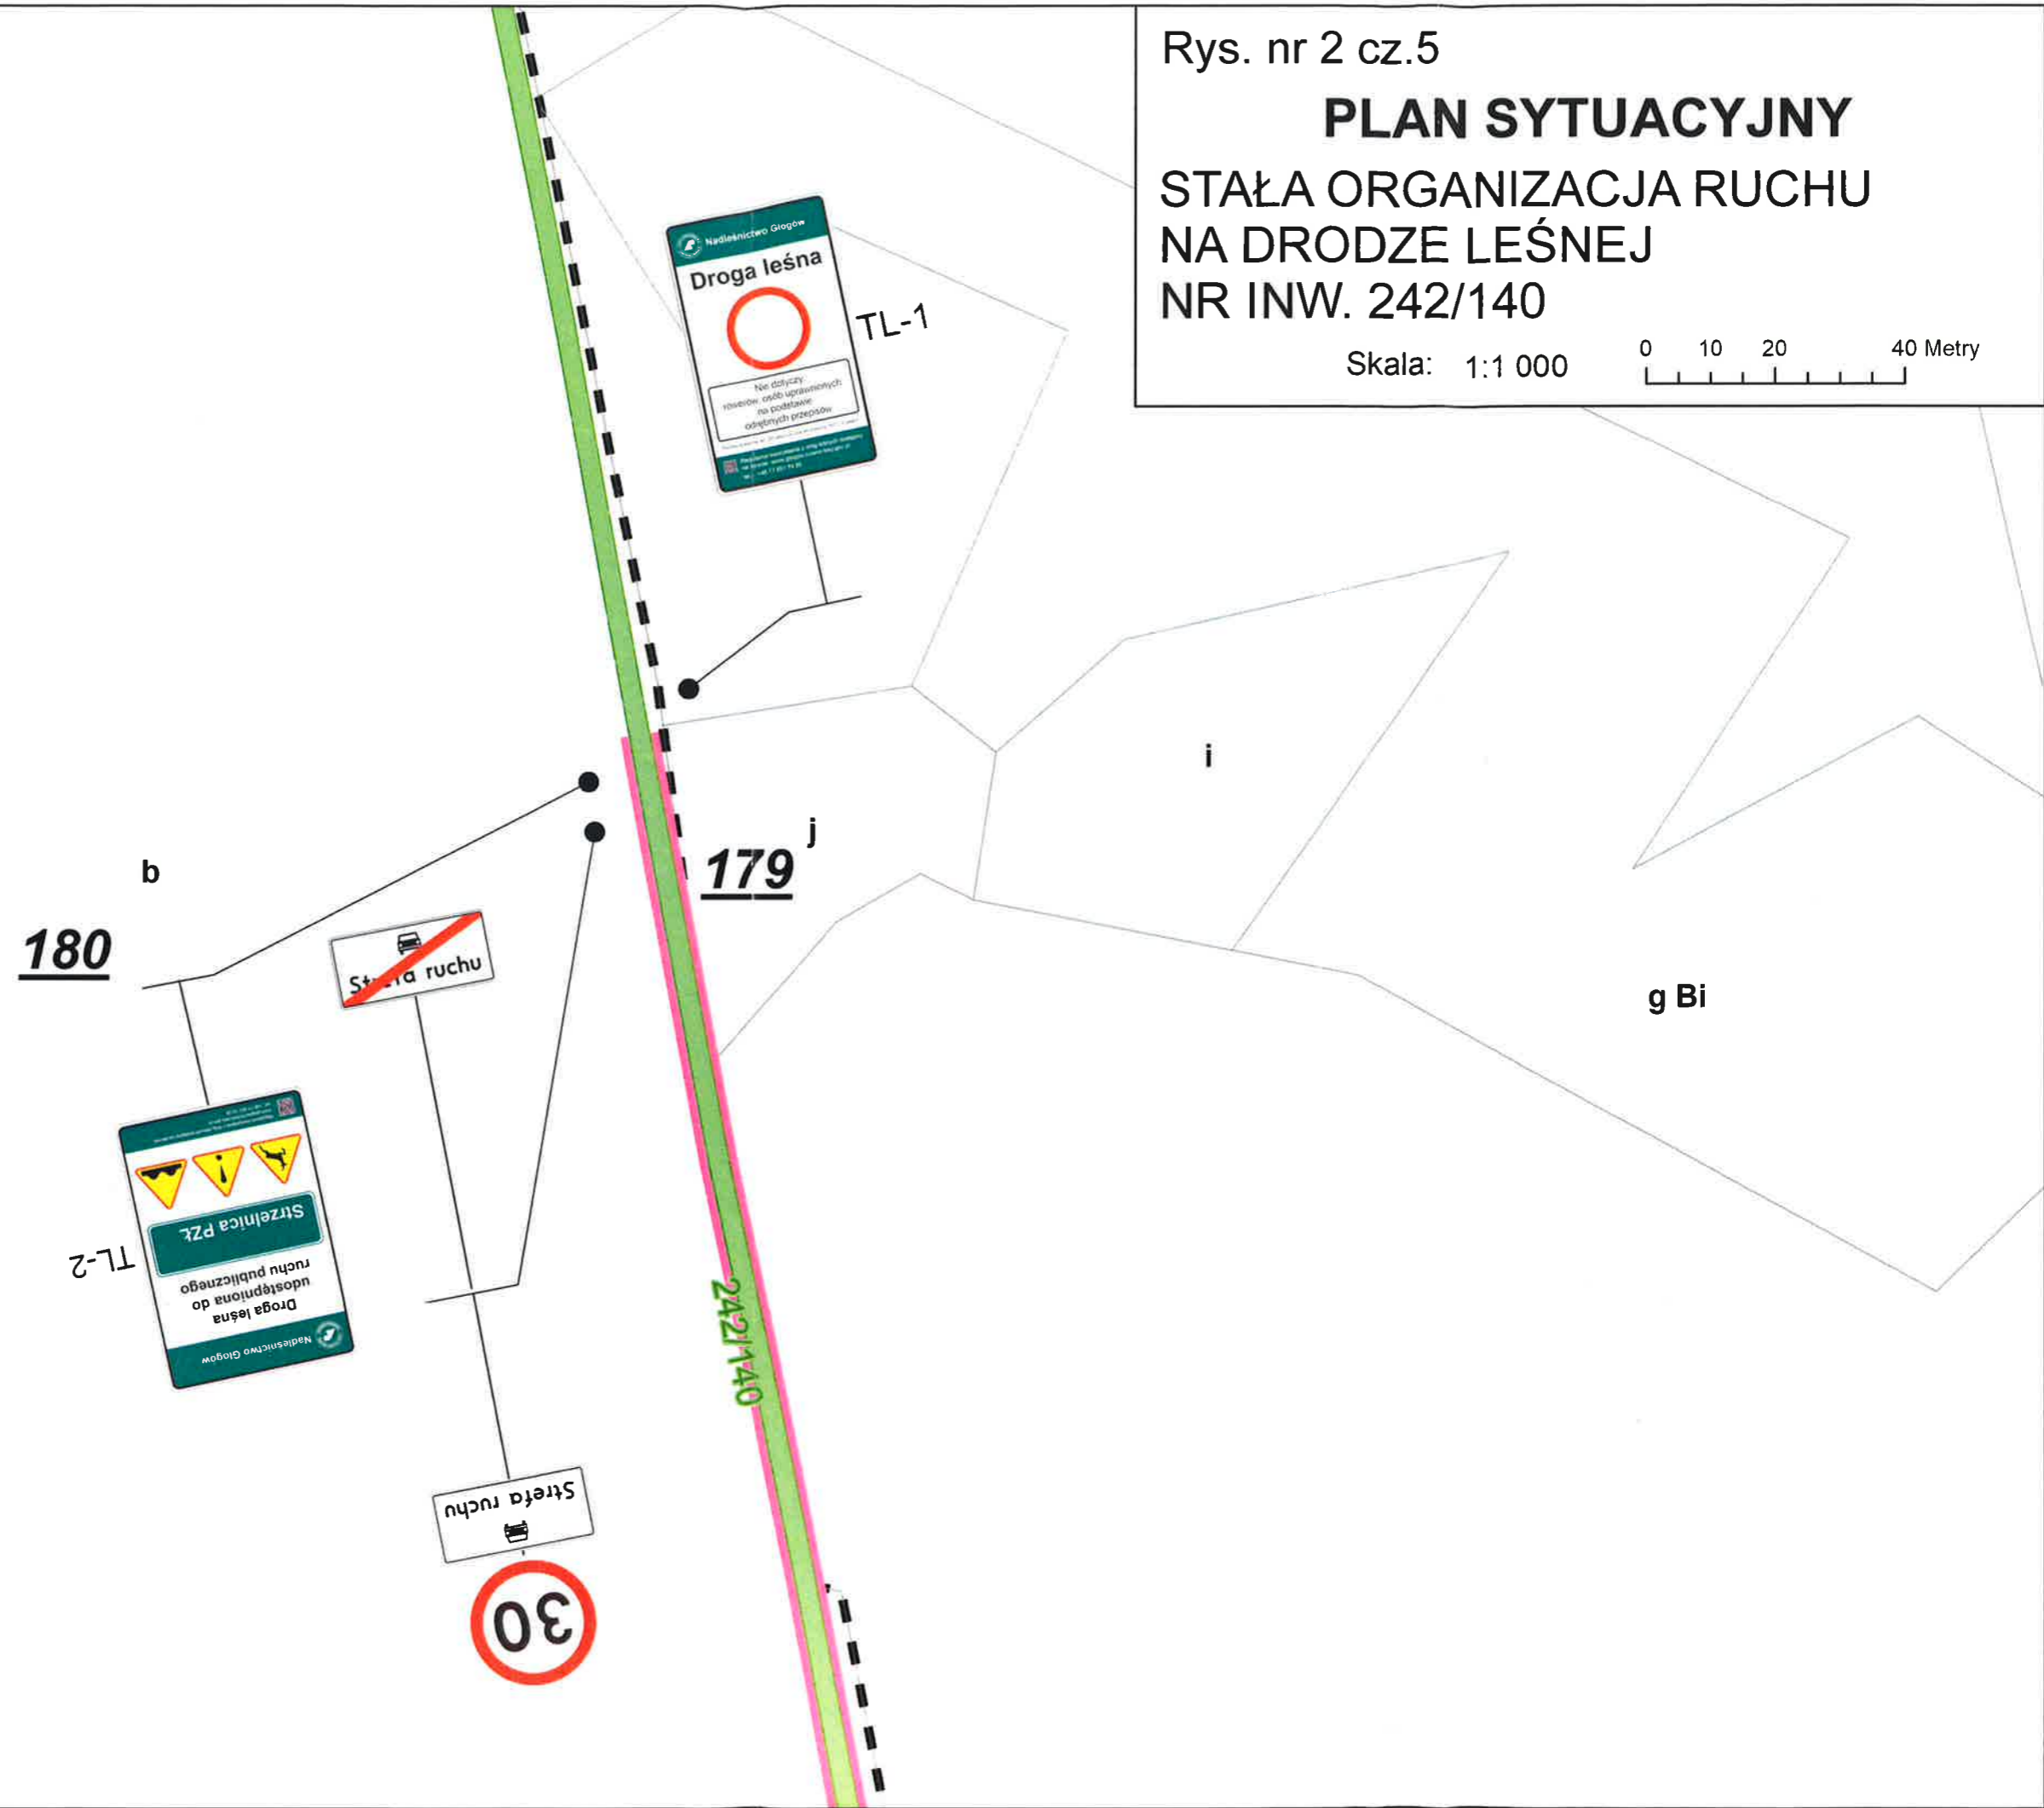 Rys. nr 2 cz.5
PLAN SYTUACYJNY
STAŁA ORGANIZACJA RUCHU
NA DRODZE LEŚNEJ
NR INW. 242/140
Skala: 1:1 000
0 10 20 40 Metry
Nadleśnictwo Głogów
Droga leśna
Nie dotyczy:
rowerów, osób uprawnionych
na podstawie
odrębnych przepisów
TL-1
i
j
179
b
180
Strefa ruchu
g Bi
TL-2
Nadleśnictwo Głogów
Droga leśna
udostępniona do
ruchu publicznego
Strzelnica PZŁ
242/140
Strefa ruchu
30